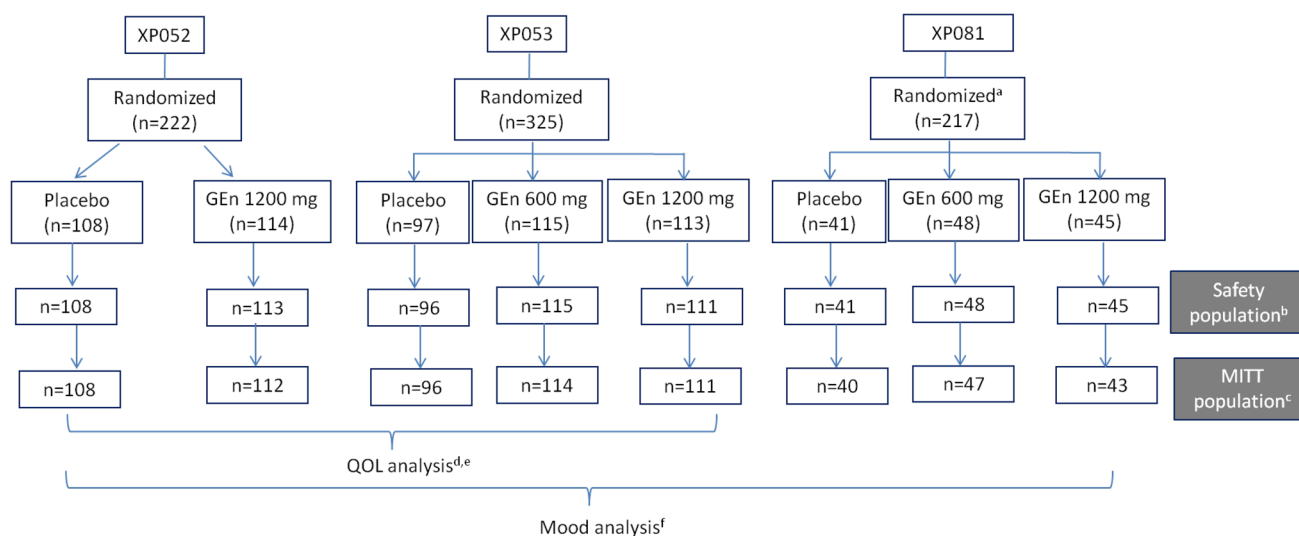 XP052
XP053
XP081
Randomized
(n=222)
Randomized
(n=325)
Randomizedᵃ
(n=217)
Placebo
(n=108)
GEn 1200 mg
(n=114)
Placebo
(n=97)
GEn 600 mg
(n=115)
GEn 1200 mg
(n=113)
Placebo
(n=41)
GEn 600 mg
(n=48)
GEn 1200 mg
(n=45)
n=108
n=113
n=96
n=115
n=111
n=41
n=48
n=45
Safety
populationᵇ
n=108
n=112
n=96
n=114
n=111
n=40
n=47
n=43
MITT
populationᶜ
QOL analysisᵈ,ᵉ
Mood analysisᶠ